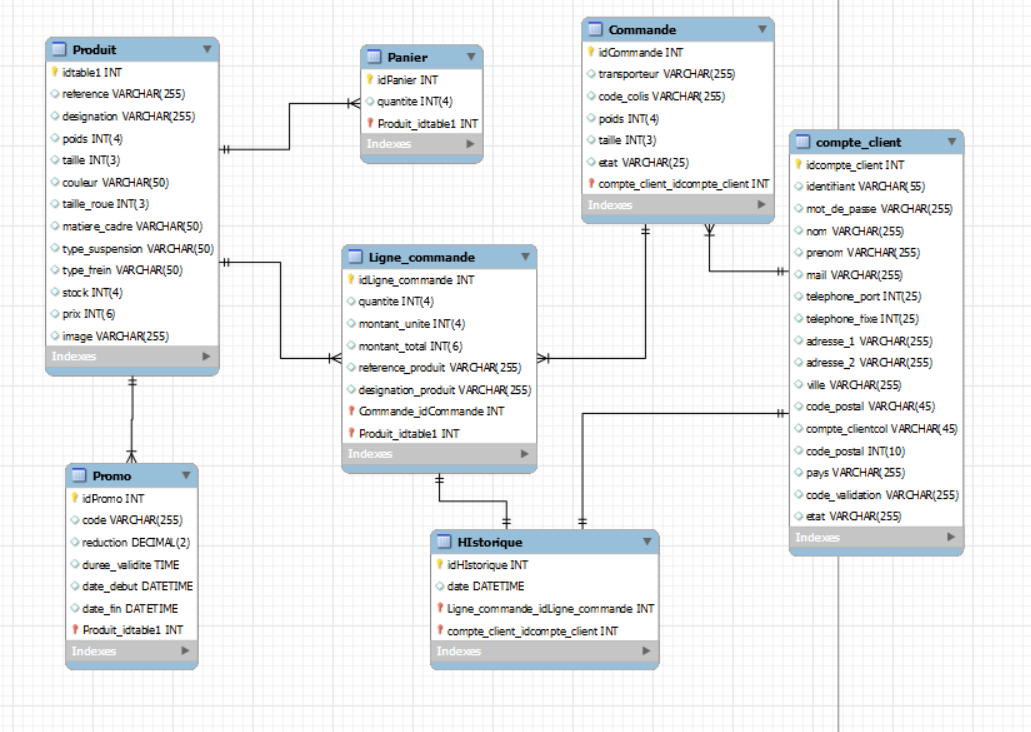 Produit
idtable1 INT
reference VARCHAR(255)
designation VARCHAR(255)
poids INT(4)
taille INT(3)
couleur VARCHAR(50)
taille_roue INT(3)
matiere_cadre VARCHAR(50)
type_suspension VARCHAR(50)
type_frein VARCHAR(50)
stock INT(4)
prix INT(6)
image VARCHAR(255)
Indexes
Panier
idPanier INT
quantite INT(4)
Produit_idtable1 INT
Indexes
Commande
idCommande INT
transporteur VARCHAR(255)
code_colis VARCHAR(255)
poids INT(4)
taille INT(3)
etat VARCHAR(25)
compte_client_idcompte_client INT
Indexes
compte_client
idcompte_client INT
identifiant VARCHAR(55)
mot_de_passe VARCHAR(255)
nom VARCHAR(255)
prenom VARCHAR(255)
mail VARCHAR(255)
telephone_port INT(25)
telephone_fixe INT(25)
adresse_1 VARCHAR(255)
adresse_2 VARCHAR(255)
ville VARCHAR(255)
code_postal VARCHAR(45)
compte_clientcol VARCHAR(45)
code_postal INT(10)
pays VARCHAR(255)
code_validation VARCHAR(255)
etat VARCHAR(255)
Indexes
Ligne_commande
idLigne_commande INT
quantite INT(4)
montant_unite INT(4)
montant_total INT(6)
reference_produit VARCHAR(255)
designation_produit VARCHAR(255)
Commande_idCommande INT
Produit_idtable1 INT
Indexes
Promo
idPromo INT
code VARCHAR(255)
reduction DECIMAL(2)
duree_validite TIME
date_debut DATETIME
date_fin DATETIME
Produit_idtable1 INT
Indexes
HIstorique
idHIstorique INT
date DATETIME
Ligne_commande_idLigne_commande INT
compte_client_idcompte_client INT
Indexes